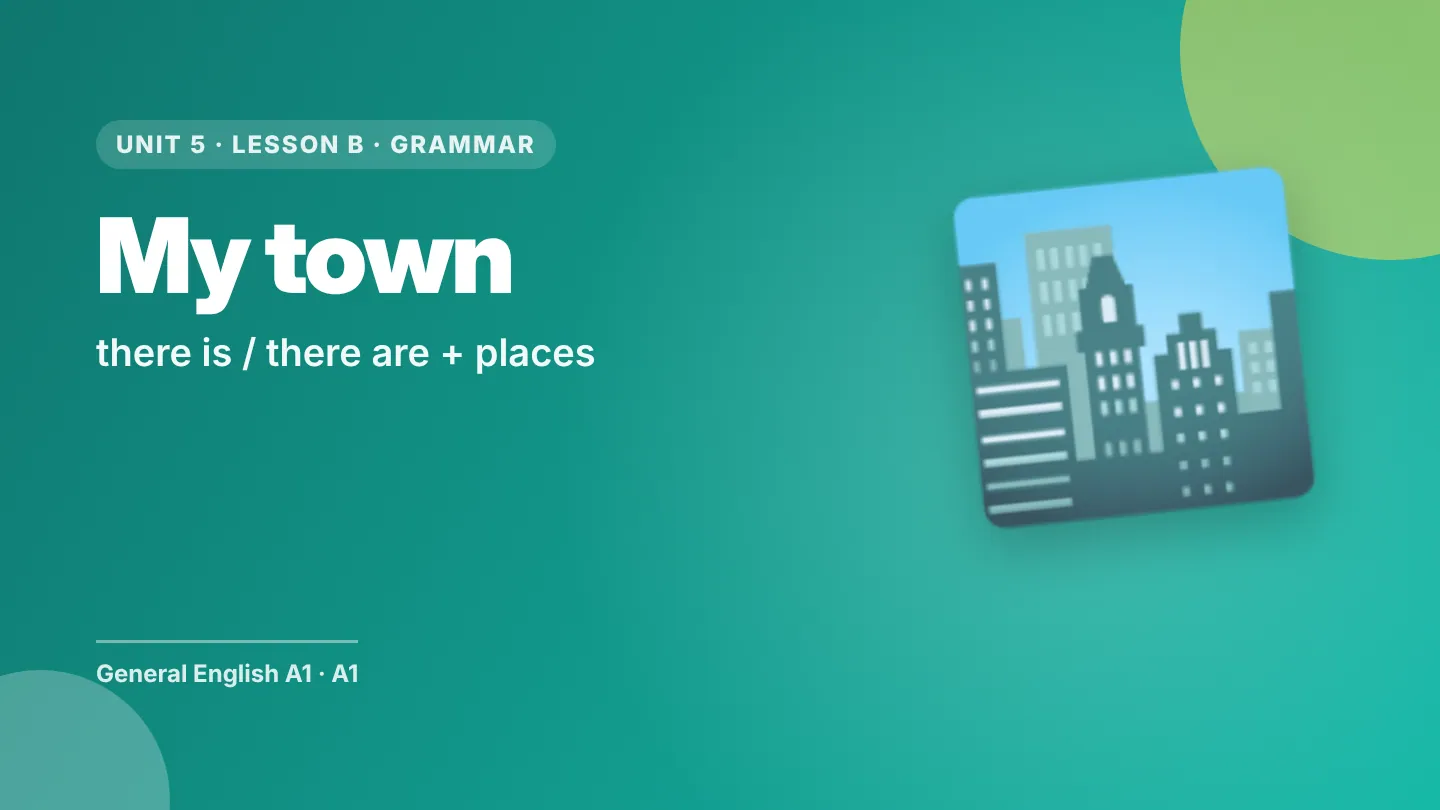 UNIT 5 · LESSON B · GRAMMAR
My town
there is / there are + places
General English A1 · A1